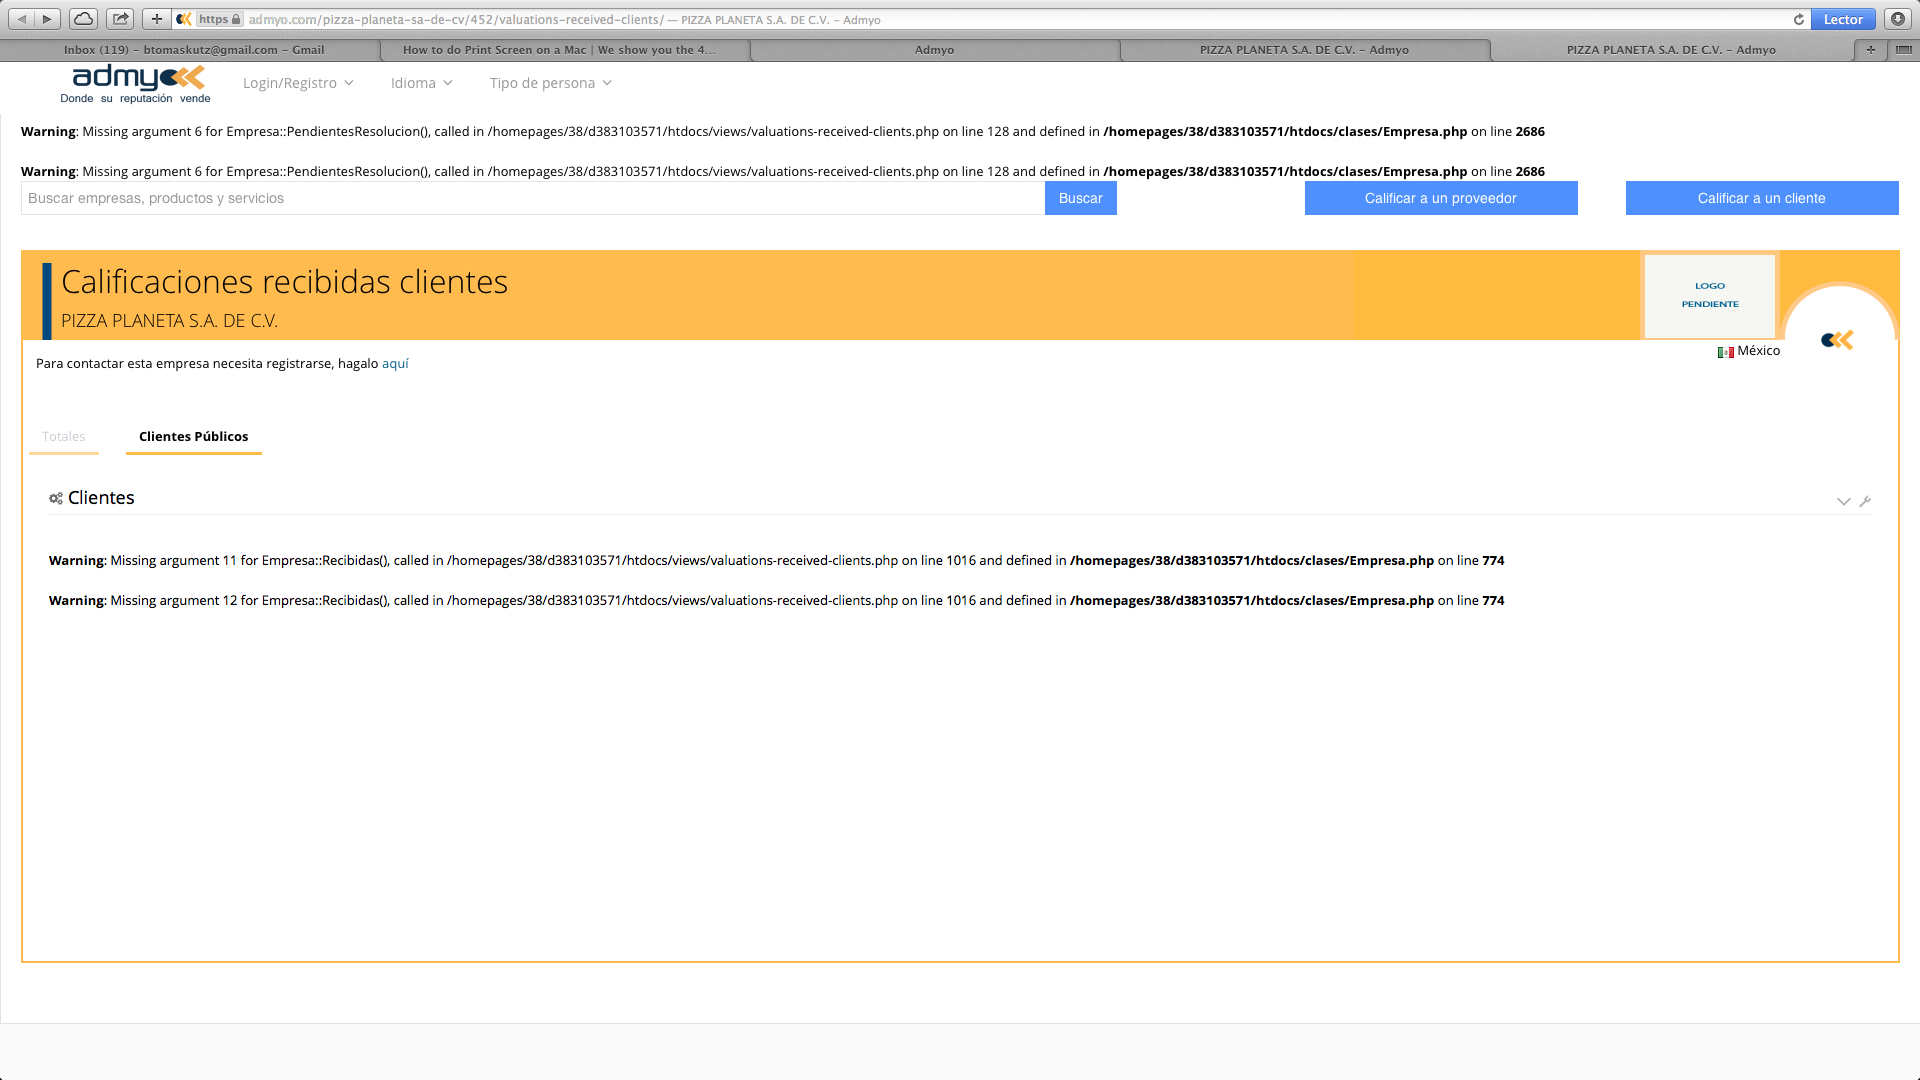 https admyo.com/pizza-planeta-sa-de-cv/452/valuations-received-clients/ — PIZZA PLANETA S.A. DE C.V. – Admyo
Lector
Inbox (119) – btomaskutz@gmail.com – Gmail
How to do Print Screen on a Mac | We show you the 4...
Admyo
PIZZA PLANETA S.A. DE C.V. – Admyo
PIZZA PLANETA S.A. DE C.V. – Admyo
admyo
Donde su reputación vende
Login/Registro
Idioma
Tipo de persona
Warning: Missing argument 6 for Empresa::PendientesResolucion(), called in /homepages/38/d383103571/htdocs/views/valuations-received-clients.php on line 128 and defined in /homepages/38/d383103571/htdocs/clases/Empresa.php on line 2686
Warning: Missing argument 6 for Empresa::PendientesResolucion(), called in /homepages/38/d383103571/htdocs/views/valuations-received-clients.php on line 128 and defined in /homepages/38/d383103571/htdocs/clases/Empresa.php on line 2686
Buscar empresas, productos y servicios
Buscar
Calificar a un proveedor
Calificar a un cliente
Calificaciones recibidas clientes
PIZZA PLANETA S.A. DE C.V.
LOGO
PENDIENTE
México
Para contactar esta empresa necesita registrarse, hagalo aquí
Totales
Clientes Públicos
Clientes
Warning: Missing argument 11 for Empresa::Recibidas(), called in /homepages/38/d383103571/htdocs/views/valuations-received-clients.php on line 1016 and defined in /homepages/38/d383103571/htdocs/clases/Empresa.php on line 774
Warning: Missing argument 12 for Empresa::Recibidas(), called in /homepages/38/d383103571/htdocs/views/valuations-received-clients.php on line 1016 and defined in /homepages/38/d383103571/htdocs/clases/Empresa.php on line 774